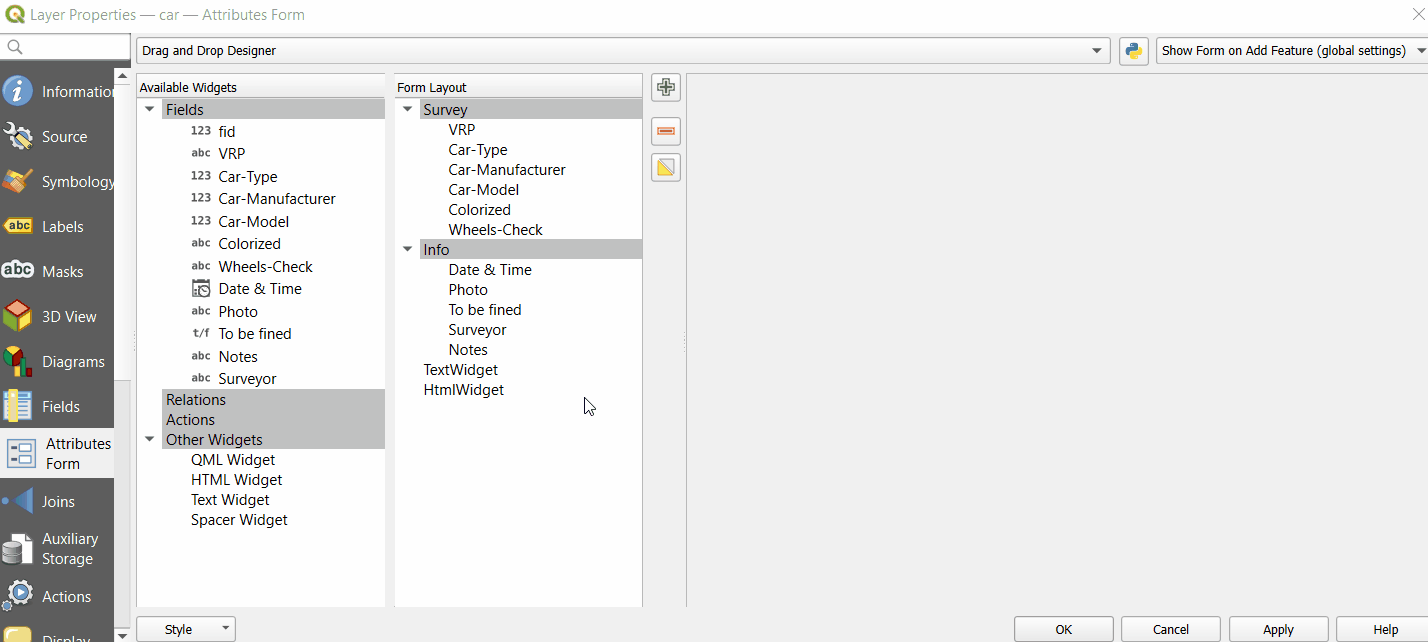 Layer Properties — car — Attributes Form
Drag and Drop Designer
Show Form on Add Feature (global settings)
Information
Source
Symbology
Labels
Masks
3D View
Diagrams
Fields
Attributes
Form
Joins
Auxiliary
Storage
Actions
Display
Available Widgets
Fields
123 fid
abc VRP
123 Car-Type
123 Car-Manufacturer
123 Car-Model
abc Colorized
abc Wheels-Check
Date & Time
abc Photo
t/f To be fined
abc Notes
abc Surveyor
Relations
Actions
Other Widgets
QML Widget
HTML Widget
Text Widget
Spacer Widget
Form Layout
Survey
VRP
Car-Type
Car-Manufacturer
Car-Model
Colorized
Wheels-Check
Info
Date & Time
Photo
To be fined
Surveyor
Notes
TextWidget
HtmlWidget
Style
OK
Cancel
Apply
Help
abc
abc